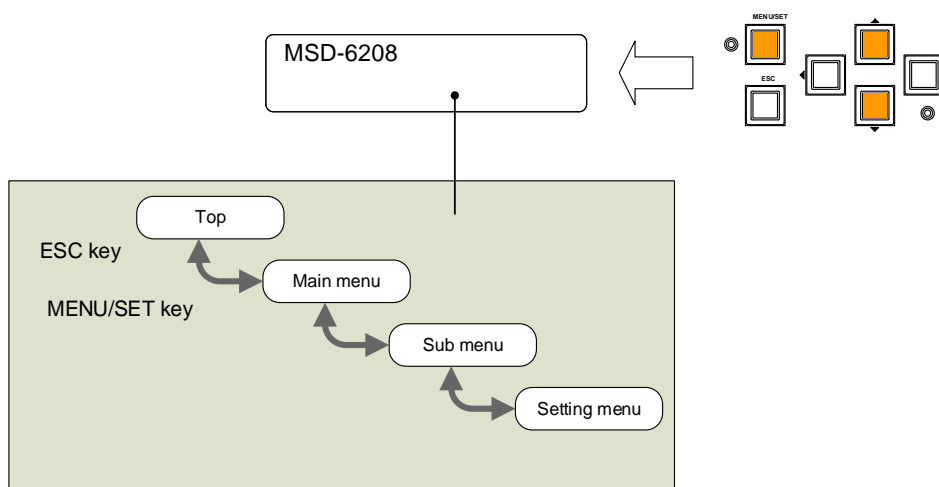 MENU/SET
MSD-6208
ESC
Top
ESC key
Main menu
MENU/SET key
Sub menu
Setting menu